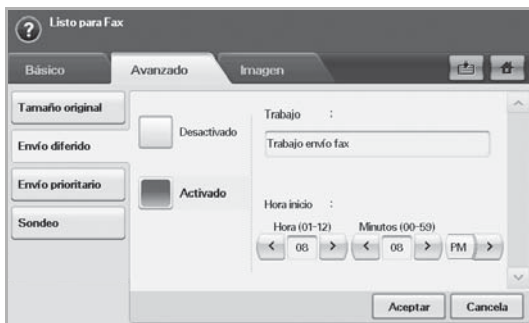 Listo para Fax
Básico Avanzado Imagen
Tamaño original
Envío diferido
Envío prioritario
Sondeo
Desactivado
Activado
Trabajo :
Trabajo envío fax
Hora inicio :
Hora (01-12) Minutos (00-59)
< 08 > < 08 > PM >
Aceptar Cancela